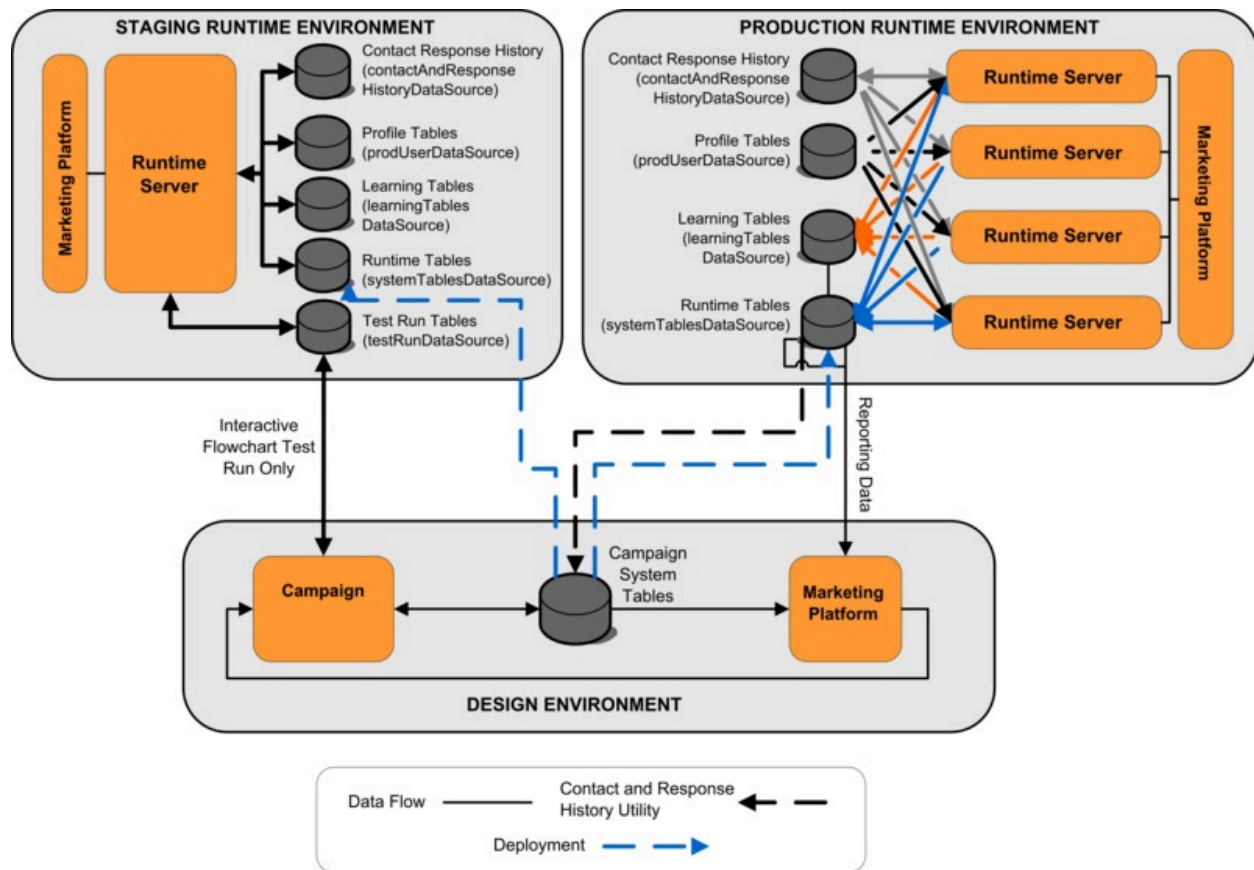 STAGING RUNTIME ENVIRONMENT
Marketing Platform
Runtime
Server
Contact Response History
(contactAndResponse
HistoryDataSource)
Profile Tables
(prodUserDataSource)
Learning Tables
(learningTables
DataSource)
Runtime Tables
(systemTablesDataSource)
Test Run Tables
(testRunDataSource)
PRODUCTION RUNTIME ENVIRONMENT
Contact Response History
(contactAndResponse
HistoryDataSource)
Profile Tables
(prodUserDataSource)
Learning Tables
(learningTables
DataSource)
Runtime Tables
(systemTablesDataSource)
Runtime Server
Runtime Server
Runtime Server
Runtime Server
Marketing Platform
Interactive
Flowchart Test
Run Only
Reporting Data
Campaign
Campaign
System
Tables
Marketing
Platform
DESIGN ENVIRONMENT
Data Flow
Contact and Response
History Utility
Deployment